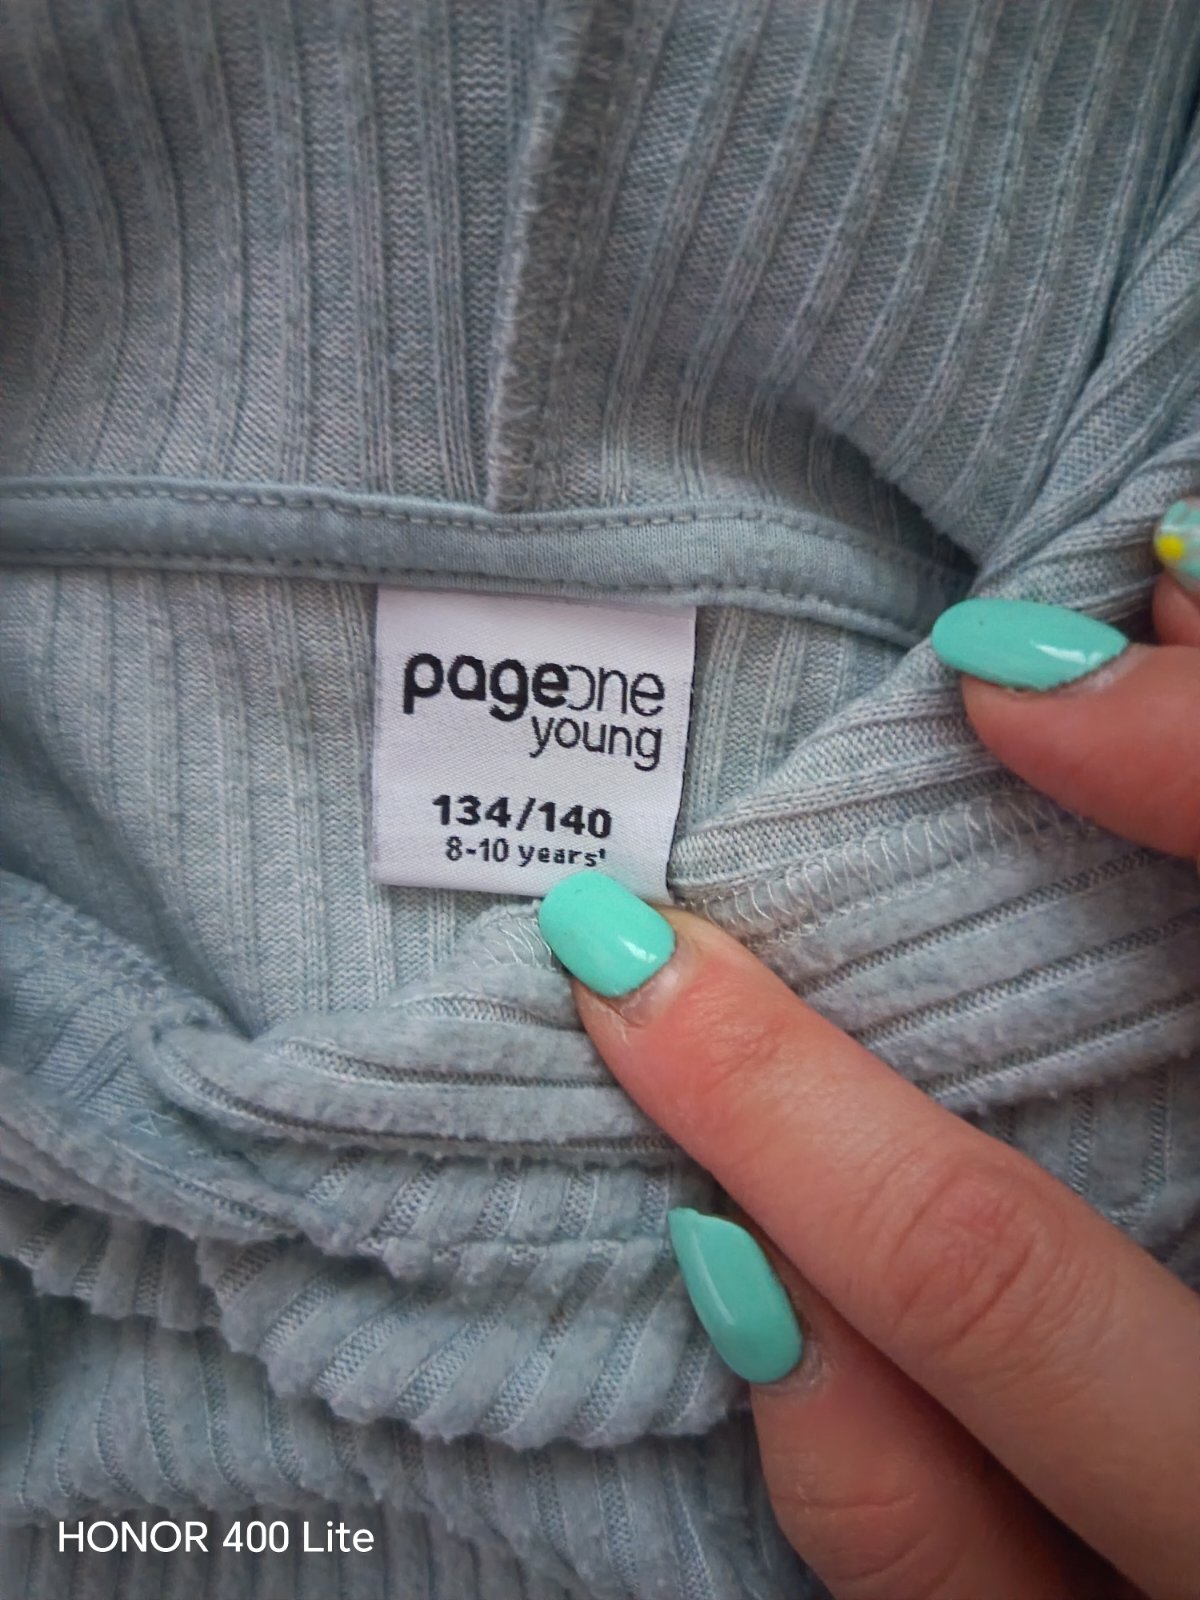 pageone
young
134/140
8-10 years'
HONOR 400 Lite